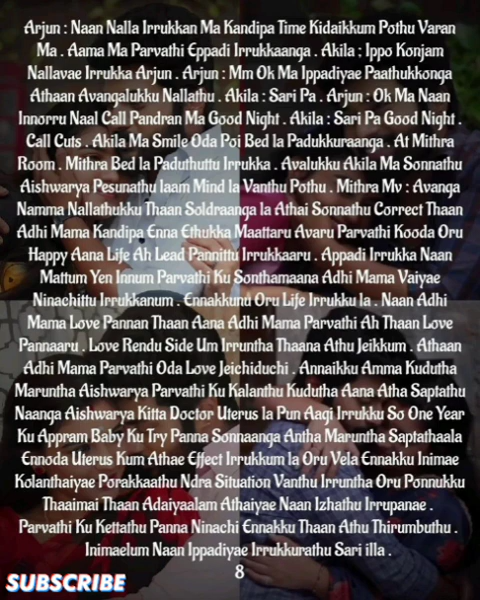 Arjun : Naan Nalla Irrukkan Ma Kandipa Time Kidaikkum Pothu Varan
Ma . Aama Ma Parvathi Eppadi Irrukkaanga . Akila ; Ippo Konjam
Nallavae Irrukka Arjun . Arjun : Mm Ok Ma Ippadiyae Paathukkonga
Athaan Avangalukku Nallathu . Akila : Sari Pa . Arjun : Ok Ma Naan
Innorru Naal Call Pandran Ma Good Night . Akila : Sari Pa Good Night .
Call Cuts . Akila Ma Smile Oda Poi Bed la Padukkuraanga . At Mithra
Room . Mithra Bed la Paduthuttu Irrukka . Avalukku Akila Ma Sonnathu
Aishwarya Pesunathu laam Mind la Vanthu Pothu . Mithra Mv : Avanga
Namma Nallathukku Thaan Soldraanga la Athai Sonnathu Correct Thaan
Adhi Mama Kandipa Enna Ethukka Maattaru Avaru Parvathi Kooda Oru
Happy Aana Life Ah Lead Pannittu Irrukkaaru . Appadi Irrukka Naan
Mattum Yen Innum Parvathi Ku Sonthamaana Adhi Mama Vaiyae
Ninachittu Irrukkanum . Ennakkunu Oru Life Irrukku la . Naan Adhi
Mama Love Pannan Thaan Aana Adhi Mama Parvathi Ah Thaan Love
Pannaaru . Love Rendu Side Um Irruntha Thaana Athu Jeikkum . Athaan
Adhi Mama Parvathi Oda Love Jeichiduchi . Annaikku Amma Kudutha
Maruntha Aishwarya Parvathi Ku Kalanthu Kudutha Aana Atha Saptathu
Naanga Aishwarya Kitta Doctor Uterus la Pun Aagi Irrukku So One Year
Ku Appram Baby Ku Try Panna Sonnaanga Antha Maruntha Saptathaala
Ennoda Uterus Kum Athae Effect Irrukkum la Oru Vela Ennakku Inimae
Kolanthaiyae Porakkaathu Ndra Situation Vanthu Irruntha Oru Ponnukku
Thaaimai Thaan Adaiyaalam Athaiyae Naan Izhathu Irrupanae .
Parvathi Ku Kettathu Panna Ninachi Ennakku Thaan Athu Thirumbuthu .
Inimaelum Naan Ippadiyae Irrukkurathu Sari illa .
8
SUBSCRIBE